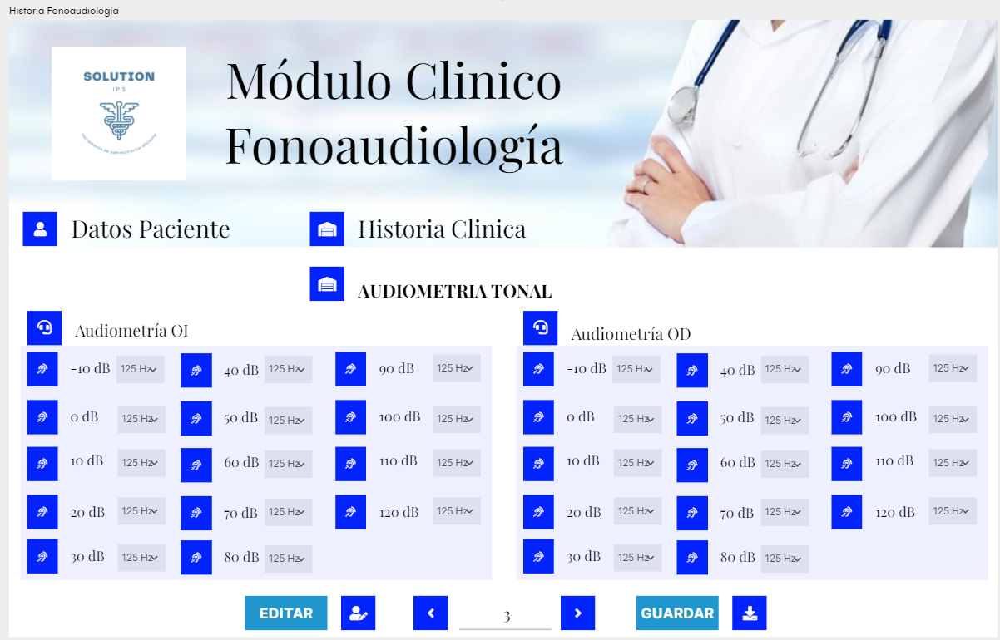 Historia Fonoaudiología
SOLUTION
IPS
Herramienta de administracion eficiente
Módulo Clinico
Fonoaudiología
Datos Paciente
Historia Clinica
AUDIOMETRIA TONAL
Audiometría OI
-10 dB 125 Hz 40 dB 125 Hz 90 dB 125 Hz
0 dB 125 Hz 50 dB 125 Hz 100 dB 125 Hz
10 dB 125 Hz 60 dB 125 Hz 110 dB 125 Hz
20 dB 125 Hz 70 dB 125 Hz 120 dB 125 Hz
30 dB 125 Hz 80 dB 125 Hz
Audiometría OD
-10 dB 125 Hz 40 dB 125 Hz 90 dB 125 Hz
0 dB 125 Hz 50 dB 125 Hz 100 dB 125 Hz
10 dB 125 Hz 60 dB 125 Hz 110 dB 125 Hz
20 dB 125 Hz 70 dB 125 Hz 120 dB 125 Hz
30 dB 125 Hz 80 dB 125 Hz
EDITAR
3
GUARDAR